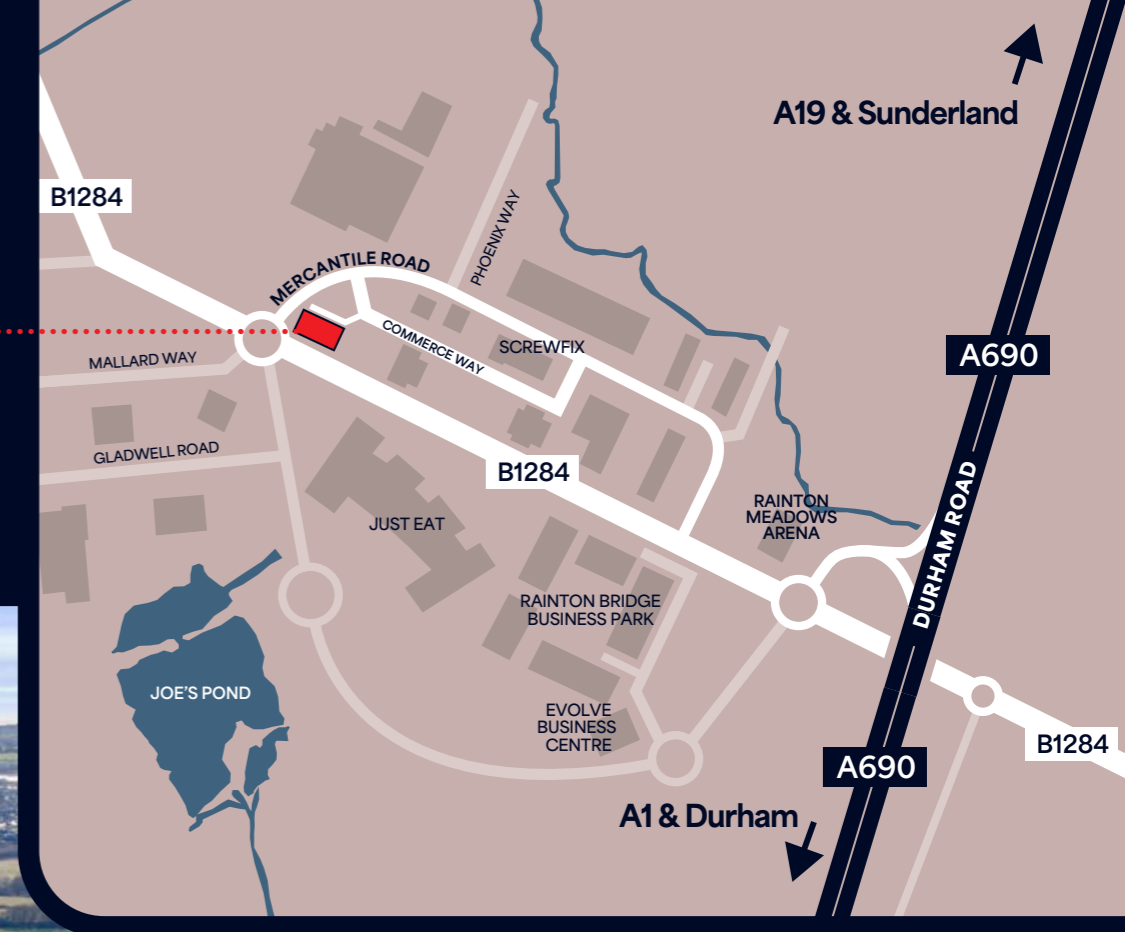 A19 & Sunderland
B1284
PHOENIX WAY
MERCANTILE ROAD
COMMERCE WAY
SCREWFIX
A690
MALLARD WAY
GLADWELL ROAD
B1284
JUST EAT
RAINTON
MEADOWS
ARENA
DURHAM ROAD
RAINTON BRIDGE
BUSINESS PARK
JOE'S POND
EVOLVE
BUSINESS
CENTRE
B1284
A690
A1 & Durham